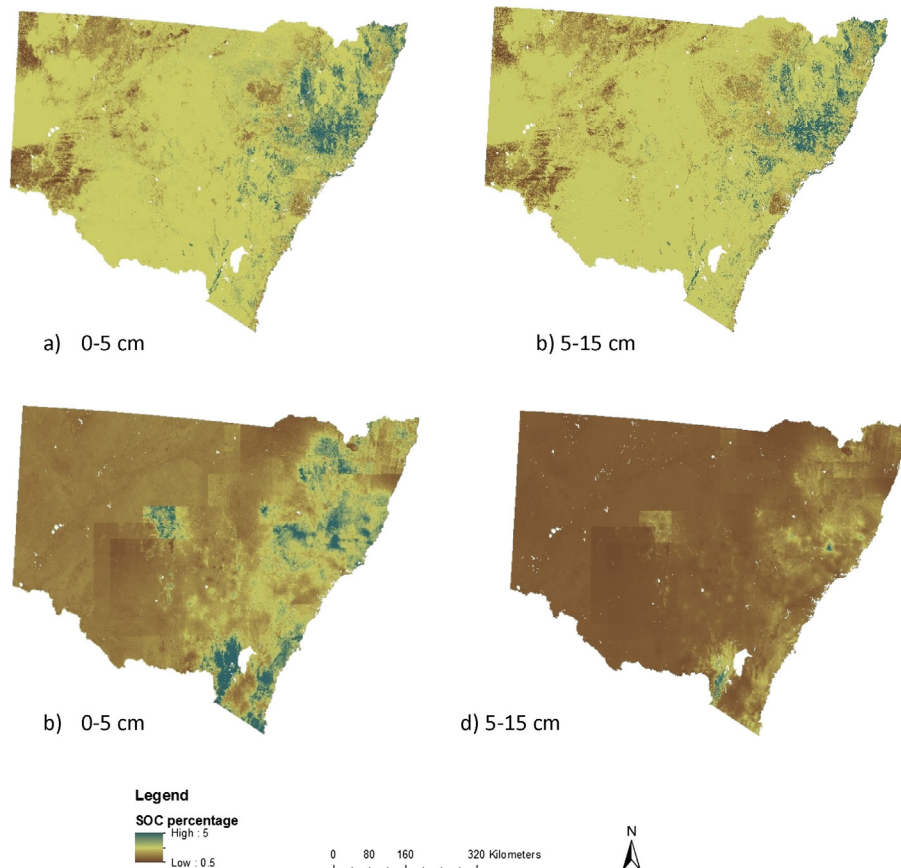 a) 0-5 cm
b) 5-15 cm
b) 0-5 cm
d) 5-15 cm
Legend
SOC percentage
High : 5
Low : 0.5
0 80 160 320 Kilometers
N